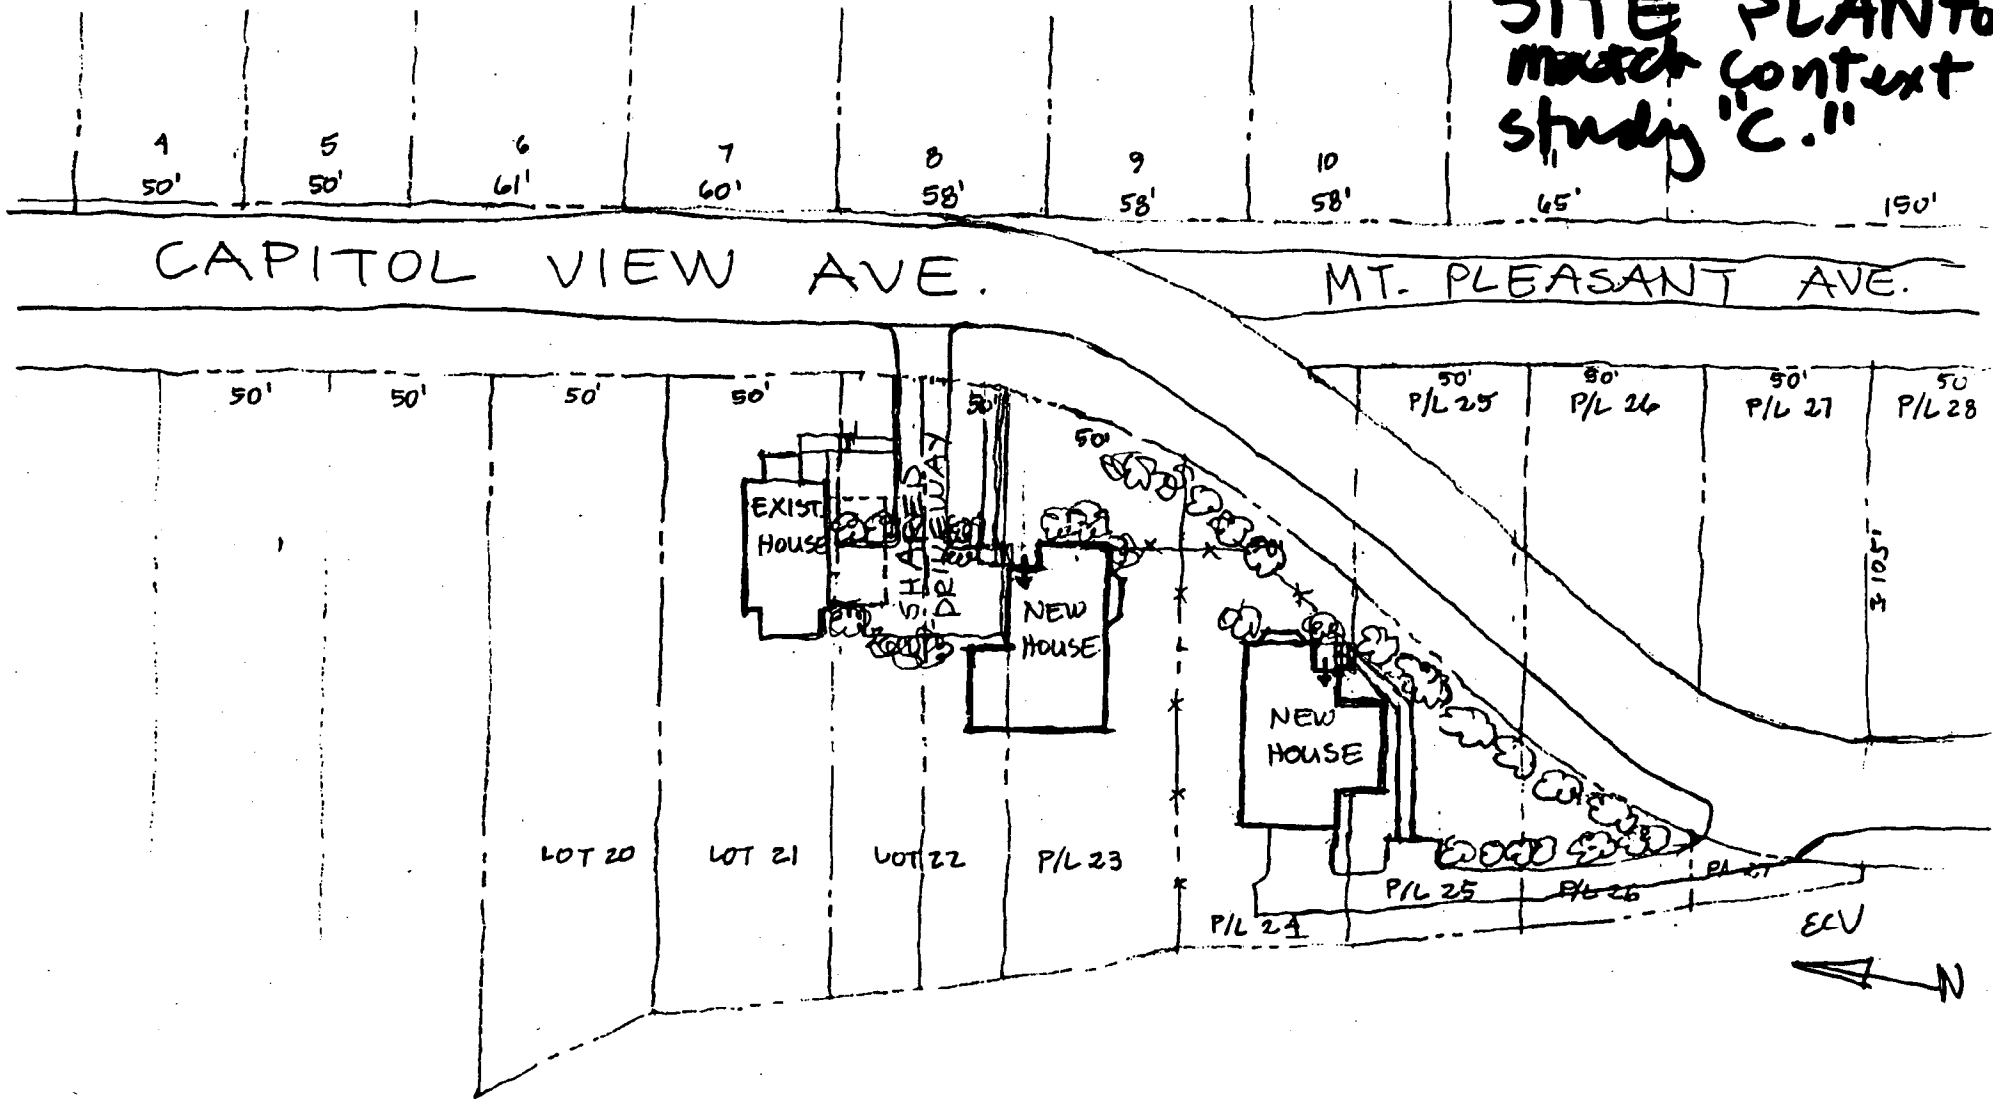 SITE PLAN to
match context
study "C."
4 5 6 7 8 9 10
50' 50' 61' 60' 58' 58' 58' 65' 150'
CAPITOL VIEW AVE.
MT. PLEASANT AVE.
50' 50' 50' 50' 50' 50' 50' 50' 50' 50
P/L 25 P/L 26 P/L 27 P/L 28
EXIST.
HOUSE
SHARED
DRIVEWAY
NEW
HOUSE
NEW
HOUSE
± 105'
LOT 20 LOT 21 LOT 22 P/L 23
P/L 24 P/L 25 P/L 26
ECV
N